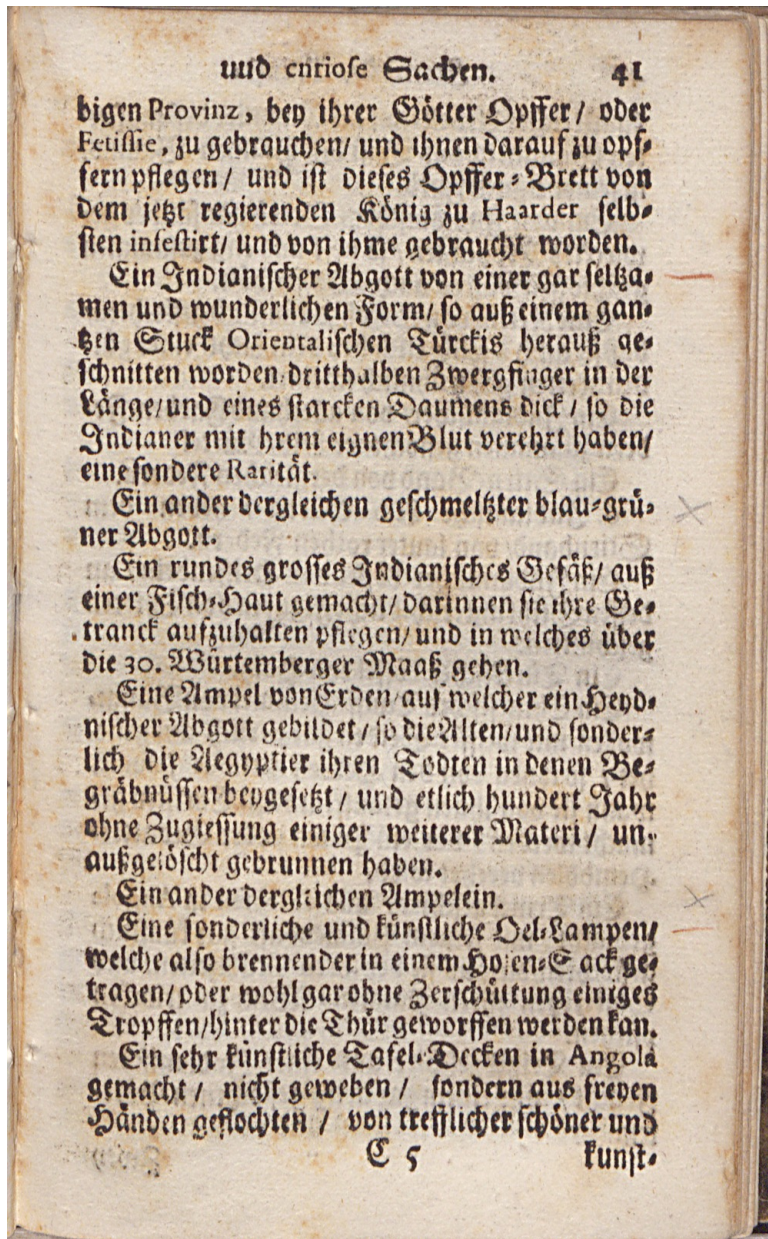 und curiose Sachen. 41
bigen Provinz, bey ihrer Götter Opffer / oder
Fetissie, zu gebrauchen / und ihnen darauf zu opf-
fern pflegen / und ist dieses Opffer-Brett von
dem jetzt regierenden König zu Haarder selb-
sten infestirt / und von ihme gebraucht worden.
Ein Indianischer Abgott von einer gar seltza-
men und wunderlichen Form / so auß einem gan-
tzen Stuck Orientalischen Türckis herauß ge-
schnitten worden, dritthalben Zwergfinger in der
Länge / und eines starcken Daumens dick / so die
Indianer mit hrem eignen Blut verehrt haben /
eine sondere Rarität.
Ein ander dergleichen geschmeltzter blau-grü-
ner Abgott.
Ein rundes grosses Indianisches Gefäß / auß
einer Fisch-Haut gemacht / darinnen sie ihre Ge-
tranck aufzuhalten pflegen / und in welches über
die 30. Würtemberger Maaß gehen.
Eine Ampel von Erden / auf welcher ein Heyd-
nischer Abgott gebildet / so die Alten / und sonder-
lich die Aegyptier ihren Todten in denen Be-
gräbnüssen beygesetzt / und etlich hundert Jahr
ohne Zugiessung einiger weiterer Materi / un-
außgelöscht gebrunnen haben.
Ein ander dergleichen Ampelein.
Eine sonderliche und künstliche Oel-Lampen /
welche also brennender in einem Hosen-Sack ge-
tragen / oder wohl gar ohne Zerschüttung einiges
Tropffen / hinter die Thür geworffen werden kan.
Ein sehr künstliche Tafel-Decken in Angola
gemacht / nicht geweben / sondern aus freyen
Händen geflochten / von trefflicher schöner und
C 5 kunst-